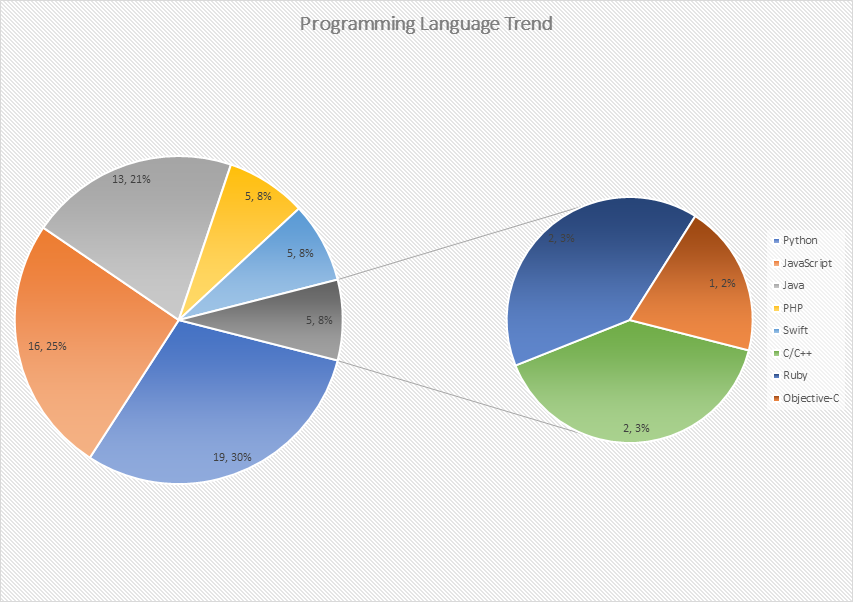 Programming Language Trend
13, 21%
5, 8%
5, 8%
5, 8%
16, 25%
19, 30%
2, 3%
1, 2%
2, 3%
Python
JavaScript
Java
PHP
Swift
C/C++
Ruby
Objective-C